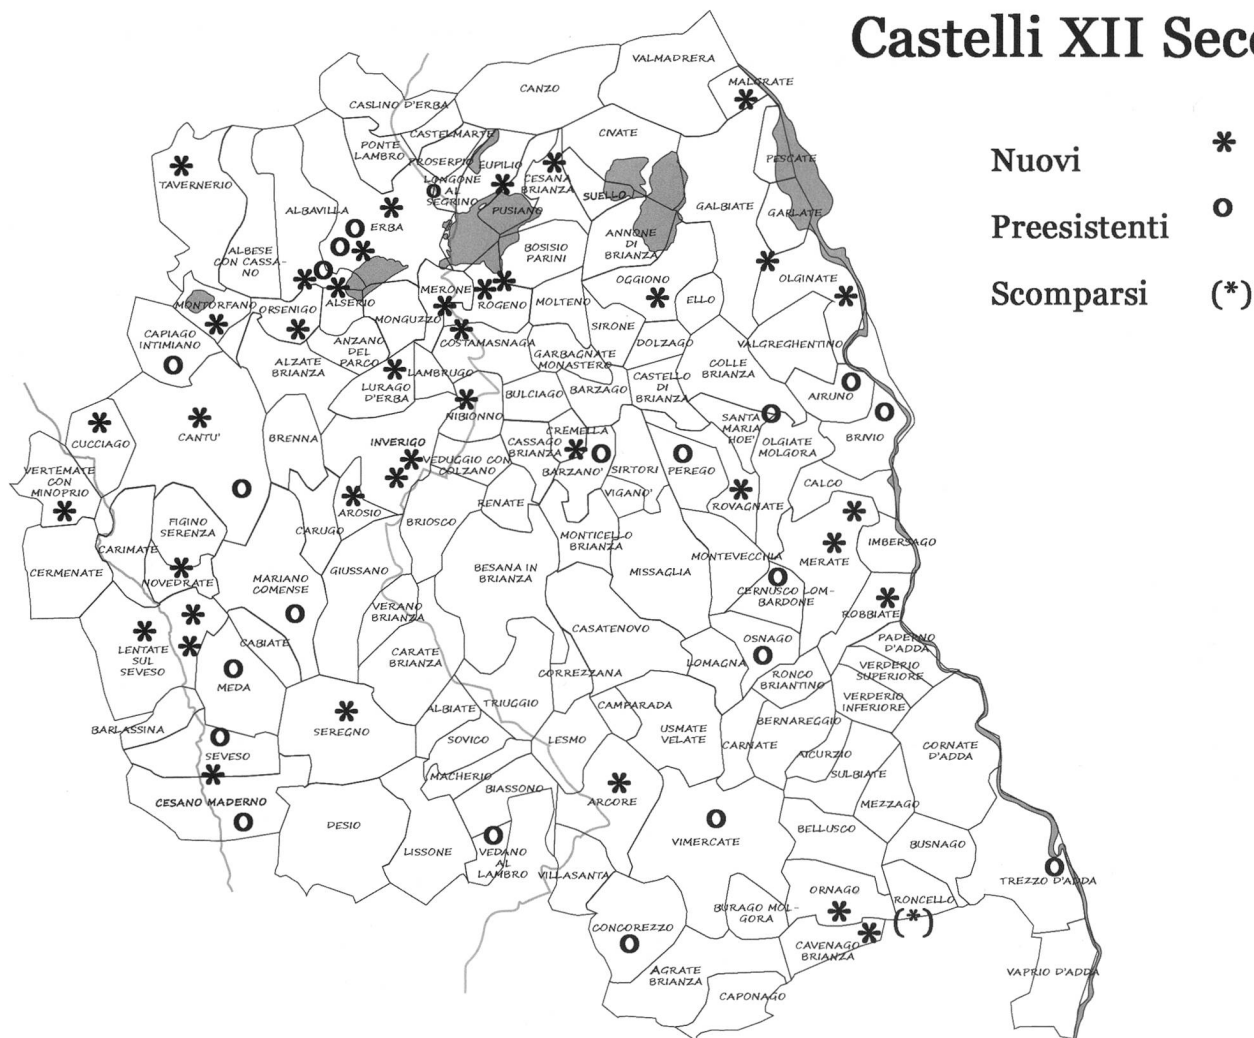 Castelli XII Seco
Nuovi *
Preesistenti o
Scomparsi (*)
VALMADRERA
MALGRATE
CANZO
CASLINO D'ERBA
CASTELMARTE
CIVATE
PONTE
LAMBRO
PROSERPIO
EUPILIO
PESCATE
TAVERNERIO
LONGONE
AL
SEGRINO
CESANA
BRIANZA
SUELLO
GALBIATE
GARLATE
ALBAVILLA
ERBA
PUSIANO
ALBESE
CON CASSA-
NO
BOSISIO
PARINI
ANNONE
DI
BRIANZA
OLGINATE
OGGIONO
ELLO
MONTORFANO
ORSENIGO
ALSERIO
MERONE
ROGENO
MOLTENO
MONGUZZO
SIRONE
CAPIAGO
INTIMIANO
ANZANO
DEL
PARCO
COSTAMASNAGA
DOLZAGO
VALGREGHENTINO
ALZATE
BRIANZA
GARBAGNATE
MONASTERO
COLLE
BRIANZA
LAMBRUGO
LURAGO
D'ERBA
CASTELLO
DI
BRIANZA
BULCIAGO
BARZAGO
AIRUNO
NIBIONNO
CUCCIAGO
CANTU'
BRENNA
INVERIGO
CREMELLA
CASSAGO
BRIANZA
SANTA
MARIA
HOE'
OLGIATE
MOLGORA
BRIVIO
VERTEMATE
CON
MINOPRIO
VEDUGGIO CON
COLZANO
BARZANO'
SIRTORI
PEREGO
CALCO
VIGANO'
ROVAGNATE
AROSIO
RENATE
FIGINO
SERENZA
CARUGO
BRIOSCO
CARIMATE
MONTICELLO
BRIANZA
IMBERSAGO
CERMENATE
NOVEDRATE
MARIANO
COMENSE
GIUSSANO
BESANA IN
BRIANZA
MISSAGLIA
MONTEVECCHIA
MERATE
CERNUSCO LOM-
BARDONE
VERANO
BRIANZA
ROBBIATE
CASATENOVO
LENTATE
SUL
SEVESO
CABIATE
OSNAGO
PADERNO
D'ADDA
CARATE
BRIANZA
LOMAGNA
VERDERIO
SUPERIORE
MEDA
CORREZZANA
RONCO
BRIANTINO
VERDERIO
INFERIORE
BARLASSINA
SEREGNO
ALBIATE
TRIUGGIO
CAMPARADA
USMATE
VELATE
BERNAREGGIO
SOVICO
LESMO
CARNATE
CORNATE
D'ADDA
SEVESO
AICURZIO
MACHERIO
BIASSONO
SULBIATE
CESANO MADERNO
ARCORE
MEZZAGO
DESIO
BELLUSCO
VIMERCATE
BUSNAGO
LISSONE
VEDANO
AL
LAMBRO
VILLASANTA
TREZZO D'ADDA
ORNAGO
RONCELLO
BURAGO MOL-
GORA
(*)
CONCOREZZO
CAVENAGO
BRIANZA
AGRATE
BRIANZA
VAPRIO D'ADDA
CAPONAGO